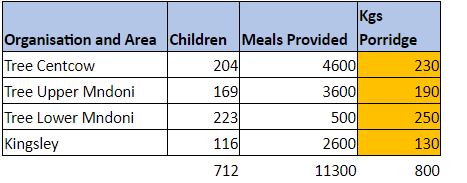 Organisation and Area Children Meals Provided Kgs Porridge
Tree Centcow 204 4600 230
Tree Upper Mndoni 169 3600 190
Tree Lower Mndoni 223 500 250
Kingsley 116 2600 130
712 11300 800